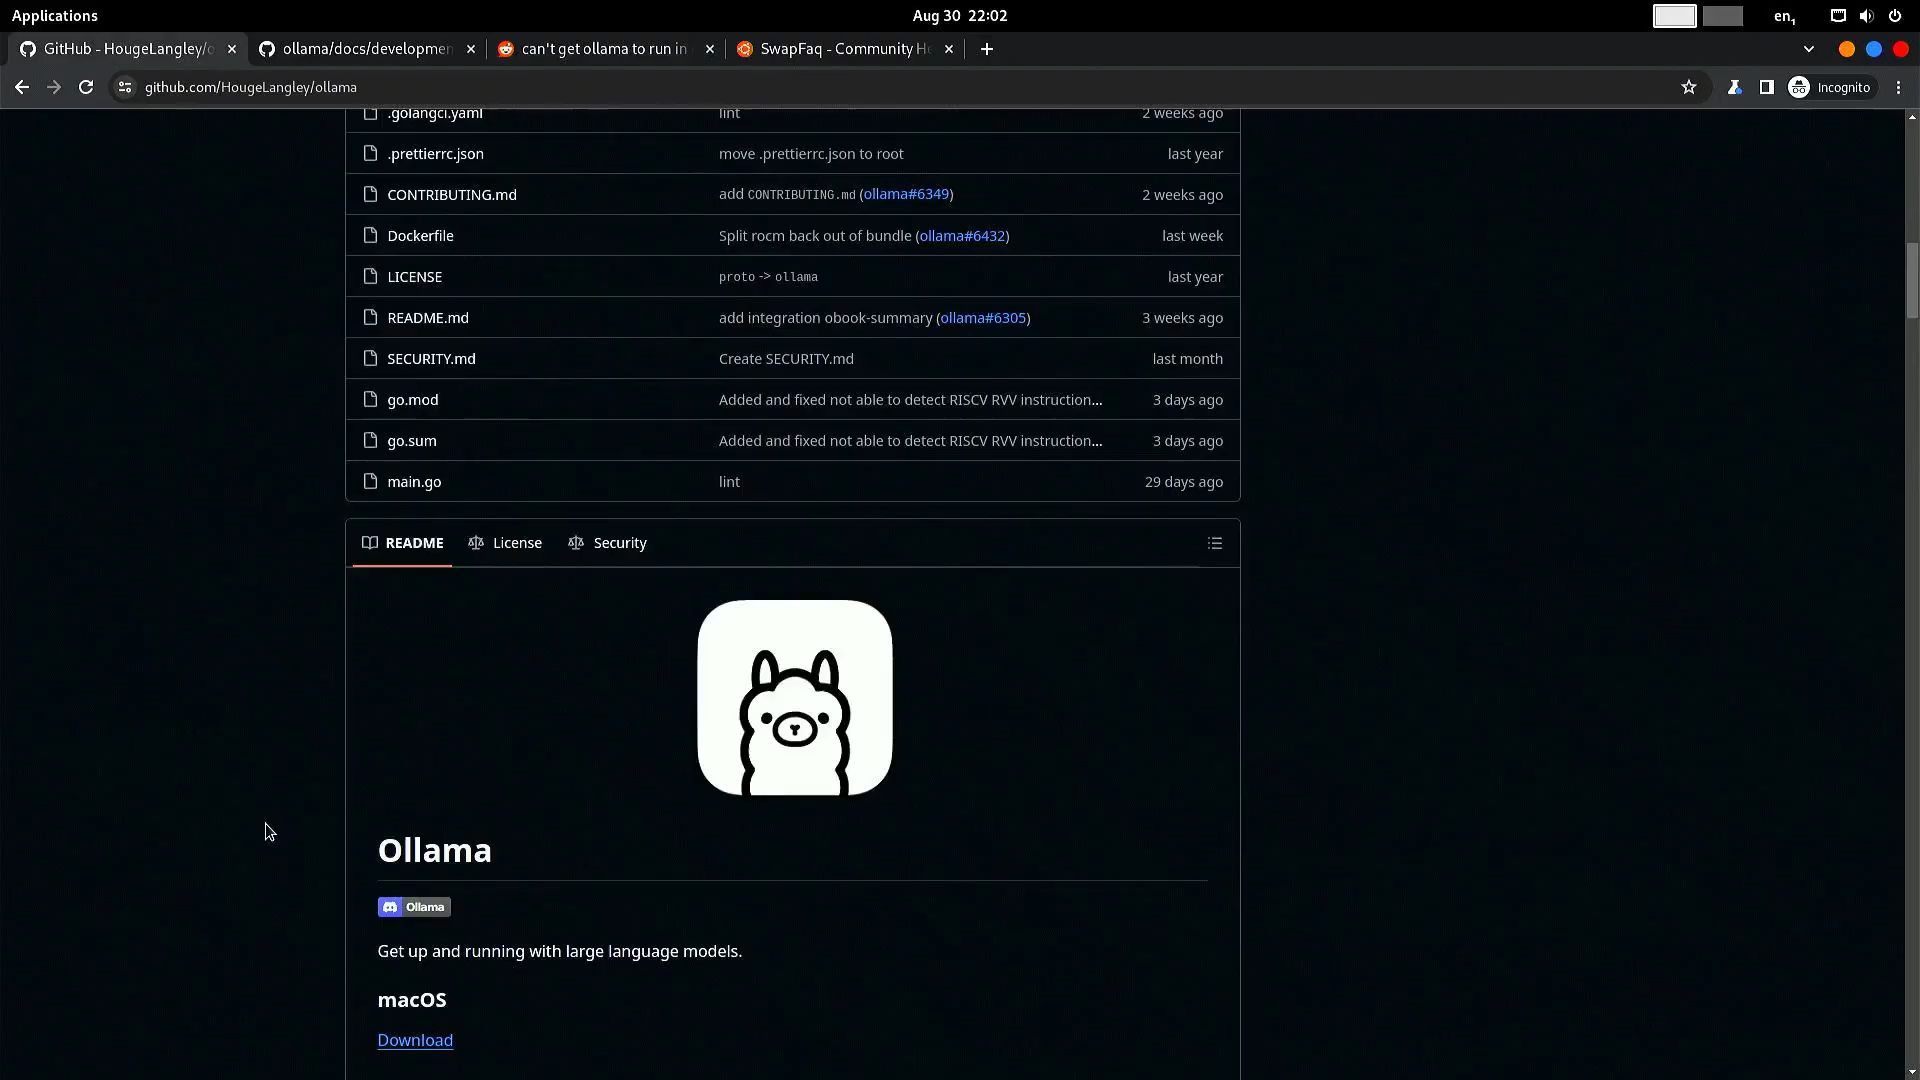 Applications
Aug 30 22:02
en1
GitHub - HougeLangley/o
ollama/docs/developmen
can't get ollama to run in
SwapFaq - Community He
github.com/HougeLangley/ollama
Incognito
.golangci.yaml lint 2 weeks ago
.prettierrc.json move .prettierrc.json to root last year
CONTRIBUTING.md add CONTRIBUTING.md (ollama#6349) 2 weeks ago
Dockerfile Split rocm back out of bundle (ollama#6432) last week
LICENSE proto -> ollama last year
README.md add integration obook-summary (ollama#6305) 3 weeks ago
SECURITY.md Create SECURITY.md last month
go.mod Added and fixed not able to detect RISCV RVV instruction... 3 days ago
go.sum Added and fixed not able to detect RISCV RVV instruction... 3 days ago
main.go lint 29 days ago
README License Security
Ollama
Ollama
Get up and running with large language models.
macOS
Download